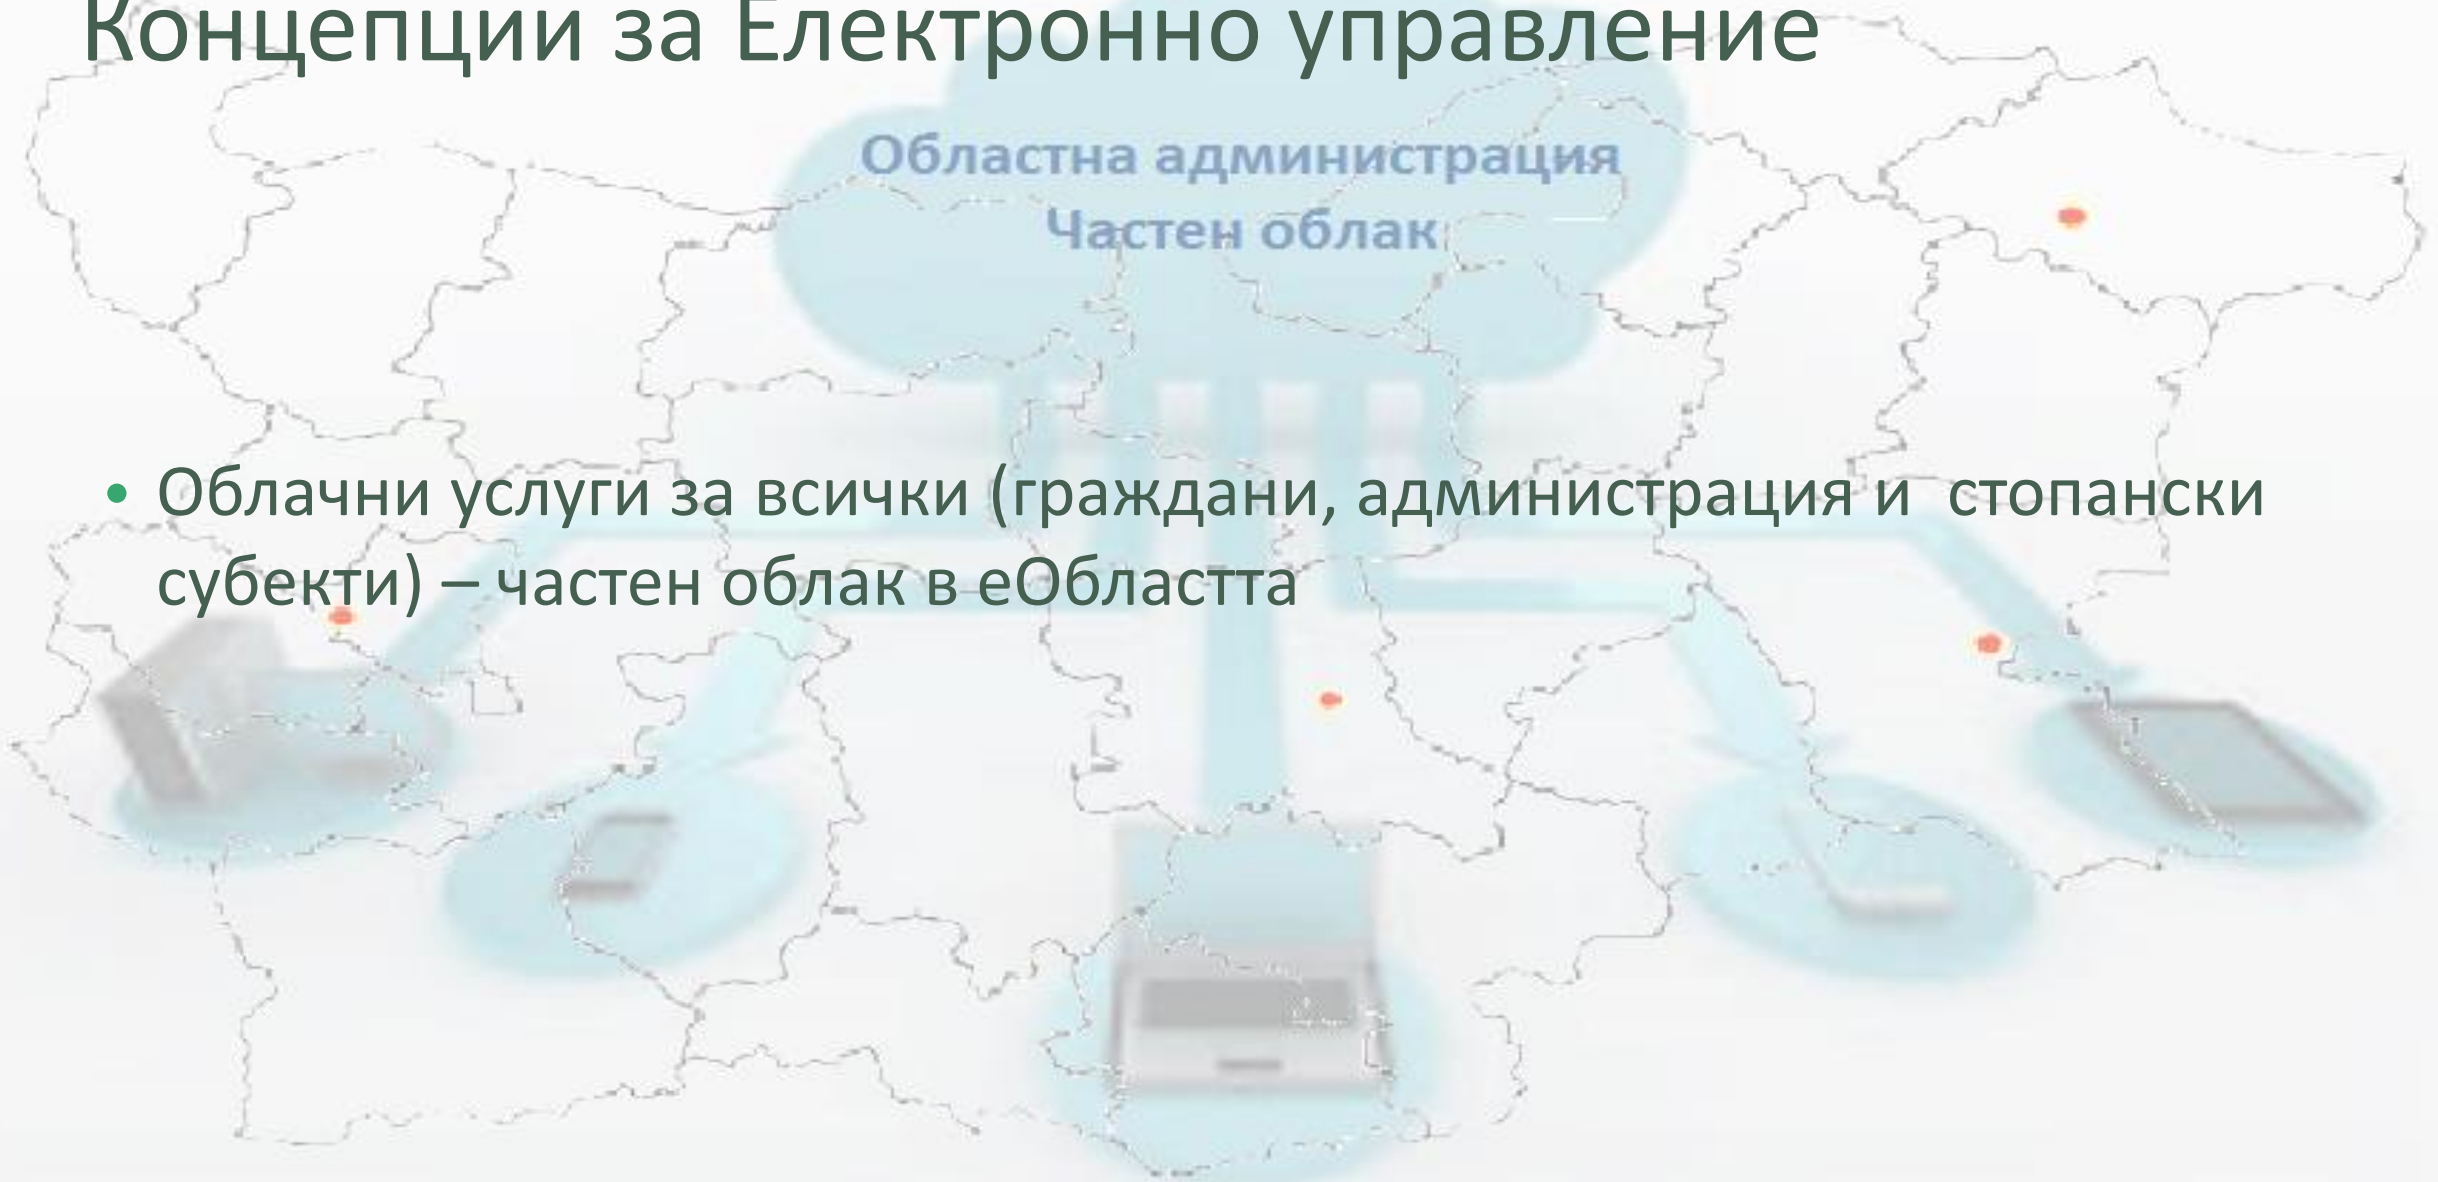 Концепции за Електронно управление
Областна администрация
Частен облак
• Облачни услуги за всички (граждани, администрация и  стопански
субекти) – частен облак в еОбластта